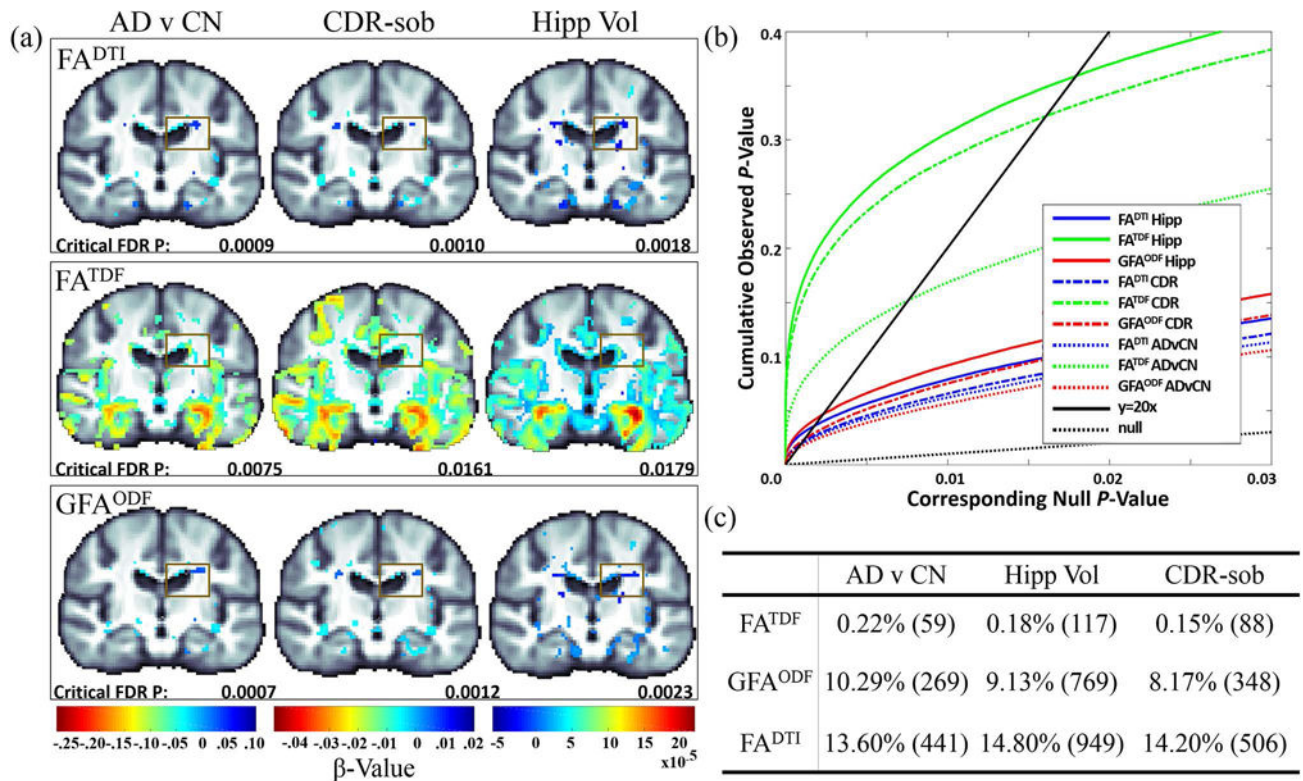 (a)
AD v CN CDR-sob Hipp Vol
FA^DTI
Critical FDR P: 0.0009 0.0010 0.0018
FA^TDF
Critical FDR P: 0.0075 0.0161 0.0179
GFA^ODF
Critical FDR P: 0.0007 0.0012 0.0023
-.25 -.20 -.15 -.10 -.05 0 .05 .10
-.04 -.03 -.02 -.01 0 .01 .02
-5 0 5 10 15 20
x10^-5
β-Value
(b)
Cumulative Observed P-Value
0.4
0.3
0.2
0.1
0.0 0.01 0.02 0.03
Corresponding Null P-Value
FA^DTI Hipp
FA^TDF Hipp
GFA^ODF Hipp
FA^DTI CDR
FA^TDF CDR
GFA^ODF CDR
FA^DTI ADvCN
FA^TDF ADvCN
GFA^ODF ADvCN
y=20x
null
(c)
AD v CN Hipp Vol CDR-sob
FA^TDF 0.22% (59) 0.18% (117) 0.15% (88)
GFA^ODF 10.29% (269) 9.13% (769) 8.17% (348)
FA^DTI 13.60% (441) 14.80% (949) 14.20% (506)